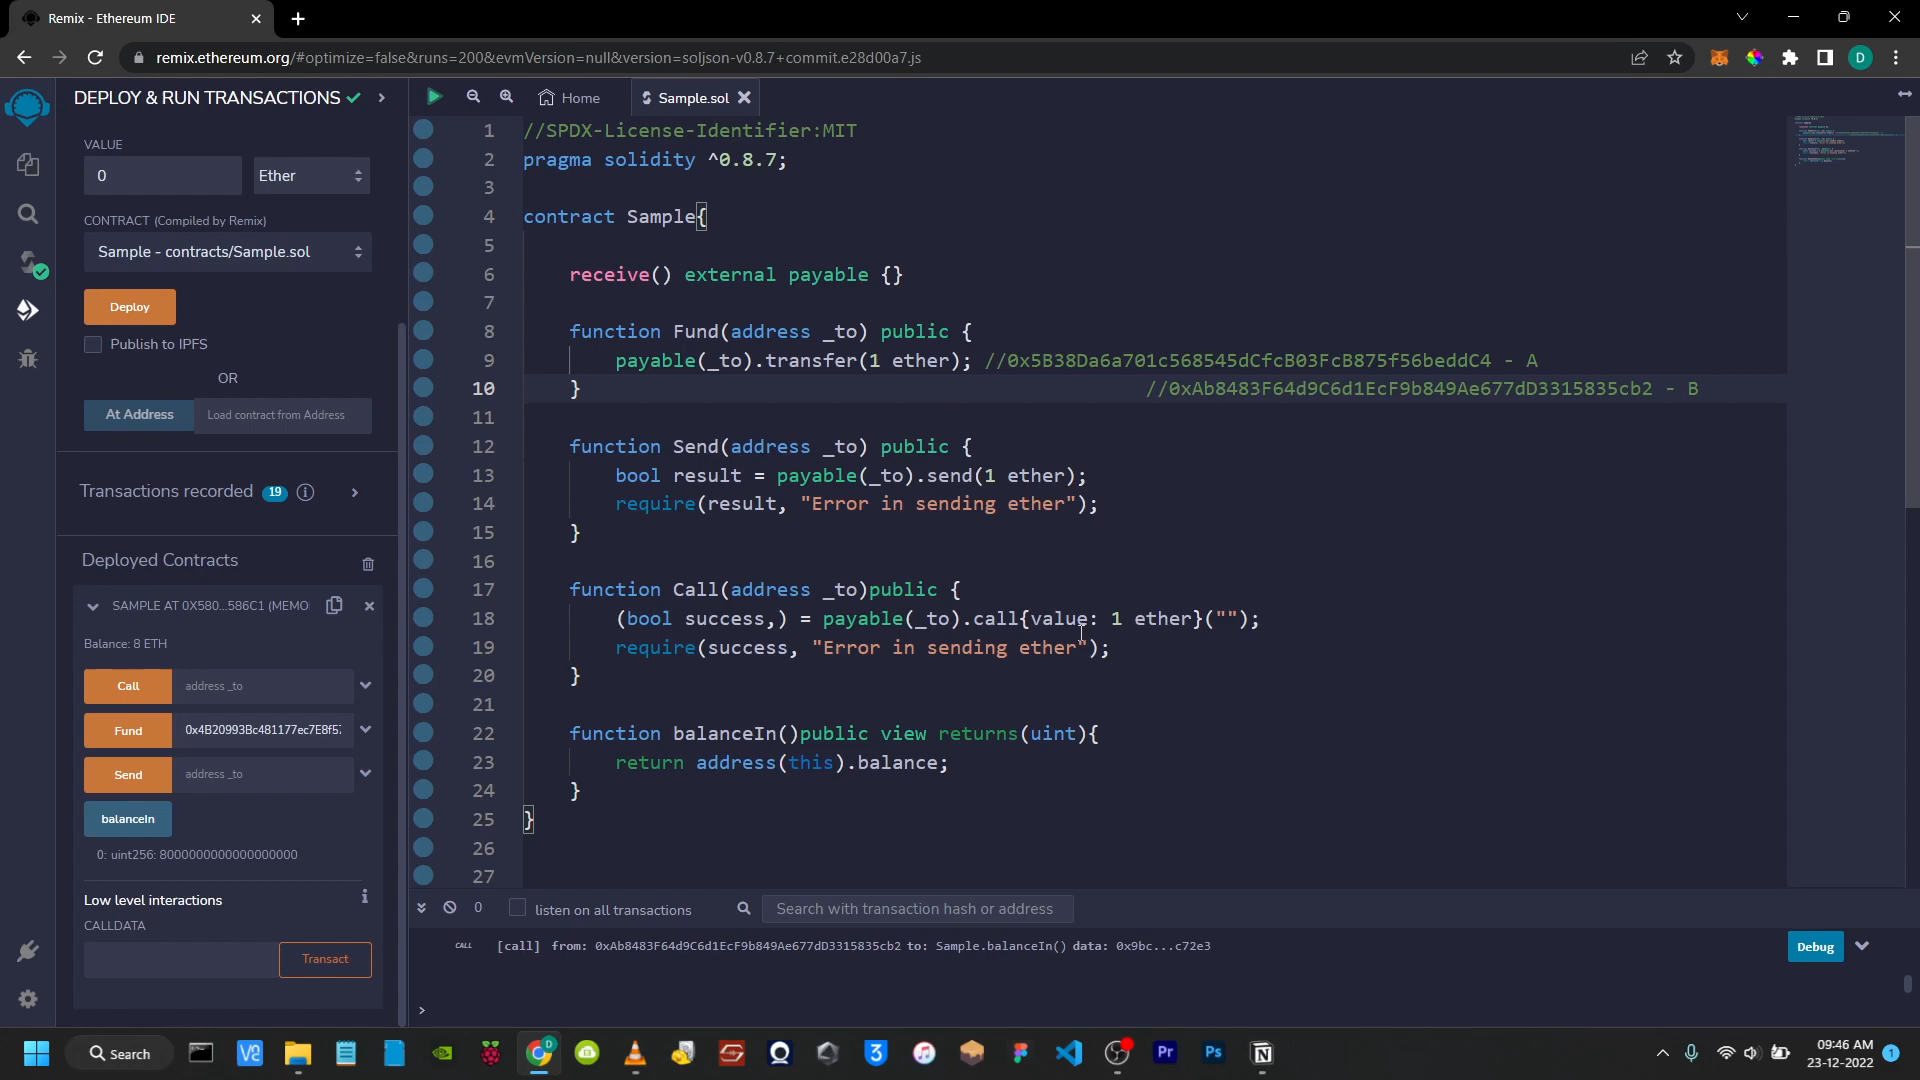 Remix - Ethereum IDE
remix.ethereum.org/#optimize=false&runs=200&evmVersion=null&version=soljson-v0.8.7+commit.e28d00a7.js
D
DEPLOY & RUN TRANSACTIONS
VALUE
0
Ether
CONTRACT (Compiled by Remix)
Sample - contracts/Sample.sol
Deploy
Publish to IPFS
OR
At Address
Load contract from Address
Transactions recorded 19 i
Deployed Contracts
SAMPLE AT 0X580...586C1 (MEMO
Balance: 8 ETH
Call address _to
Fund 0x4B20993Bc481177ec7E8f5
Send address _to
balanceIn
0: uint256: 8000000000000000000
Low level interactions
CALLDATA
Transact
Home
Sample.sol
1 //SPDX-License-Identifier:MIT
2 pragma solidity ^0.8.7;
3
4 contract Sample{
5
6 receive() external payable {}
7
8 function Fund(address _to) public {
9 payable(_to).transfer(1 ether); //0x5B38Da6a701c568545dCfcB03FcB875f56beddC4 - A
10 } //0xAb8483F64d9C6d1EcF9b849Ae677dD3315835cb2 - B
11
12 function Send(address _to) public {
13 bool result = payable(_to).send(1 ether);
14 require(result, "Error in sending ether");
15 }
16
17 function Call(address _to)public {
18 (bool success,) = payable(_to).call{value: 1 ether}("");
19 require(success, "Error in sending ether");
20 }
21
22 function balanceIn()public view returns(uint){
23 return address(this).balance;
24 }
25 }
26
27
0
listen on all transactions
Search with transaction hash or address
CALL [call] from: 0xAb8483F64d9C6d1EcF9b849Ae677dD3315835cb2 to: Sample.balanceIn() data: 0x9bc...c72e3
Debug
>
Search
D
3
Pr
Ps
09:46 AM
23-12-2022
1